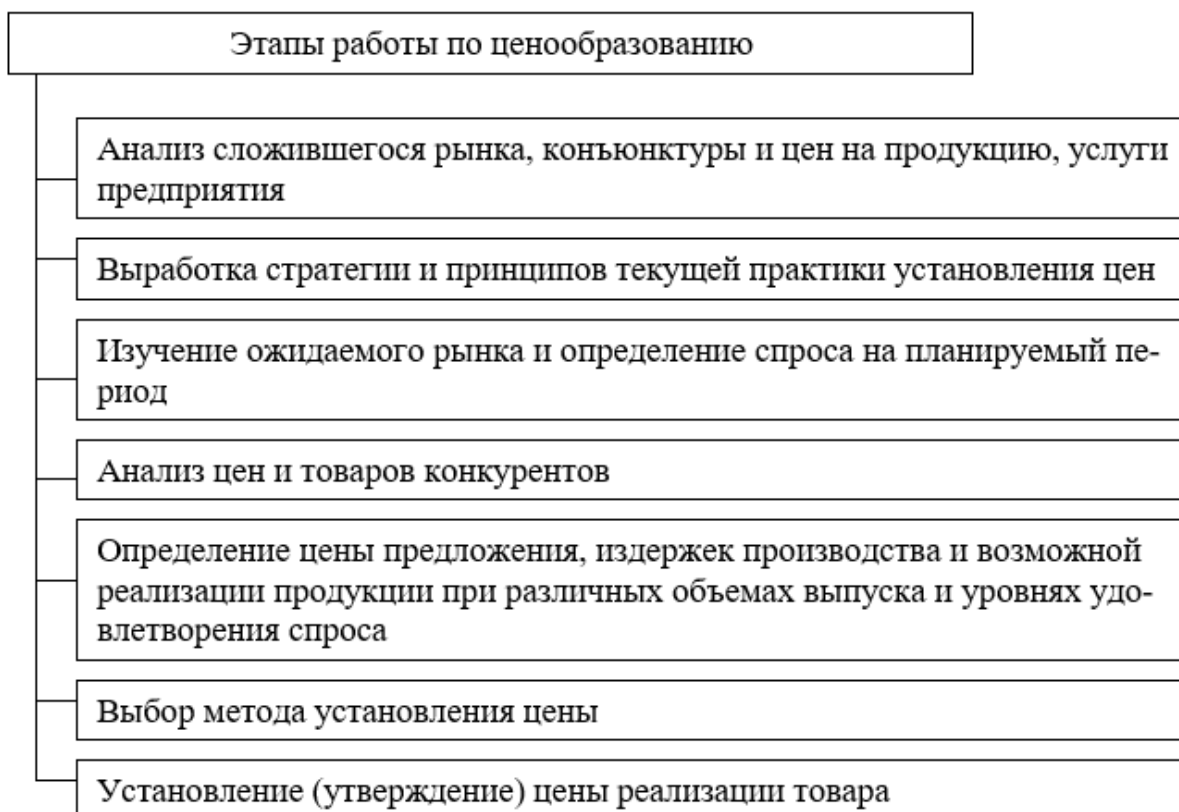 Этапы работы по ценообразованию
Анализ сложившегося рынка, конъюнктуры и цен на продукцию, услуги
предприятия
Выработка стратегии и принципов текущей практики установления цен
Изучение ожидаемого рынка и определение спроса на планируемый пе-
риод
Анализ цен и товаров конкурентов
Определение цены предложения, издержек производства и возможной
реализации продукции при различных объемах выпуска и уровнях удо-
влетворения спроса
Выбор метода установления цены
Установление (утверждение) цены реализации товара